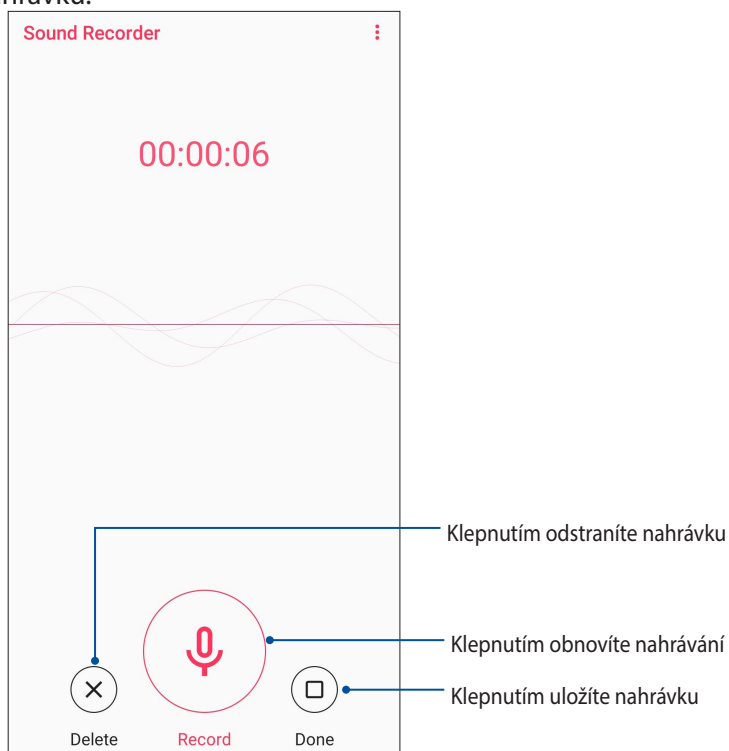 Sound Recorder
00:00:06
Klepnutím odstraníte nahrávku
Klepnutím obnovíte nahrávání
Klepnutím uložíte nahrávku
Delete
Record
Done